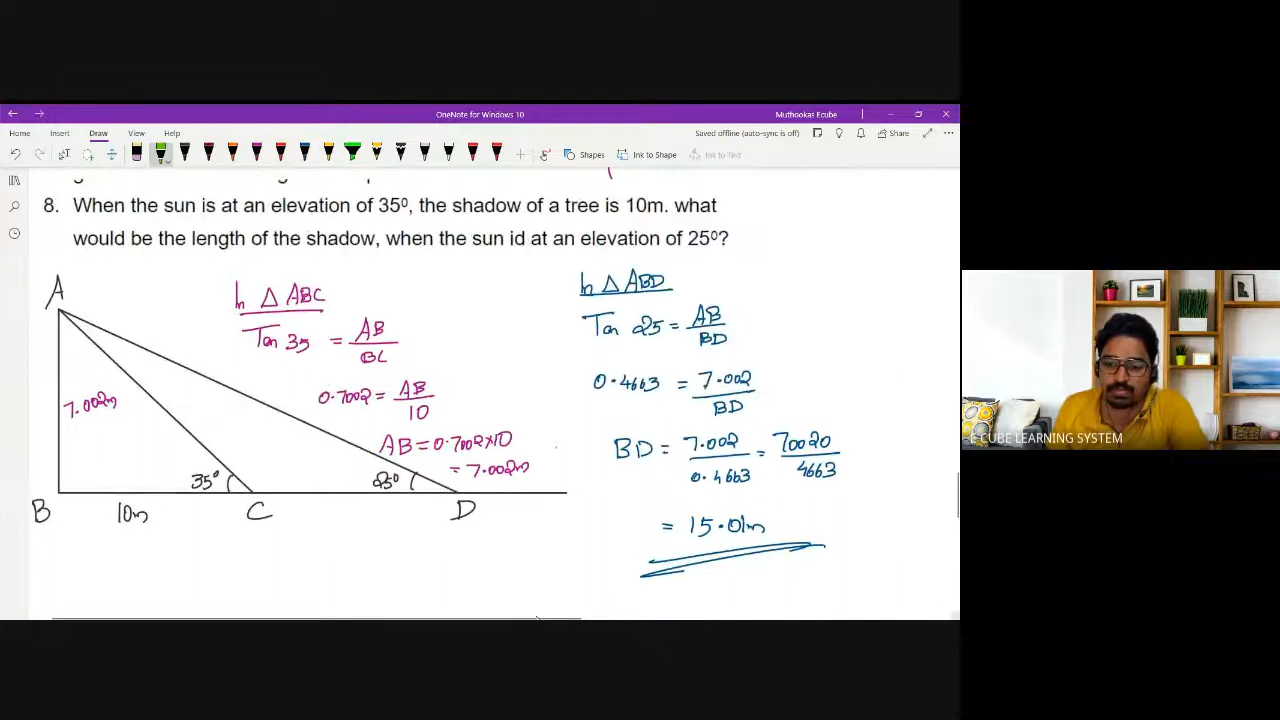 OneNote for Windows 10
Muthookas Ecube
Home Insert Draw View Help
Saved offline (auto-sync is off)
Share
Shapes
Ink to Shape
Ink to Text
8. When the sun is at an elevation of 35⁰, the shadow of a tree is 10m. what
would be the length of the shadow, when the sun id at an elevation of 25⁰?
A
7.002m
B
10m
35°
C
25°
D
In △ ABC
Tan 35 = AB/BC
0.7002 = AB/10
AB = 0.7002×10
= 7.002m
In △ ABD
Tan 25 = AB/BD
0.4663 = 7.002/BD
BD = 7.002/0.4663 = 70020/4663
= 15.01m
E CUBE LEARNING SYSTEM